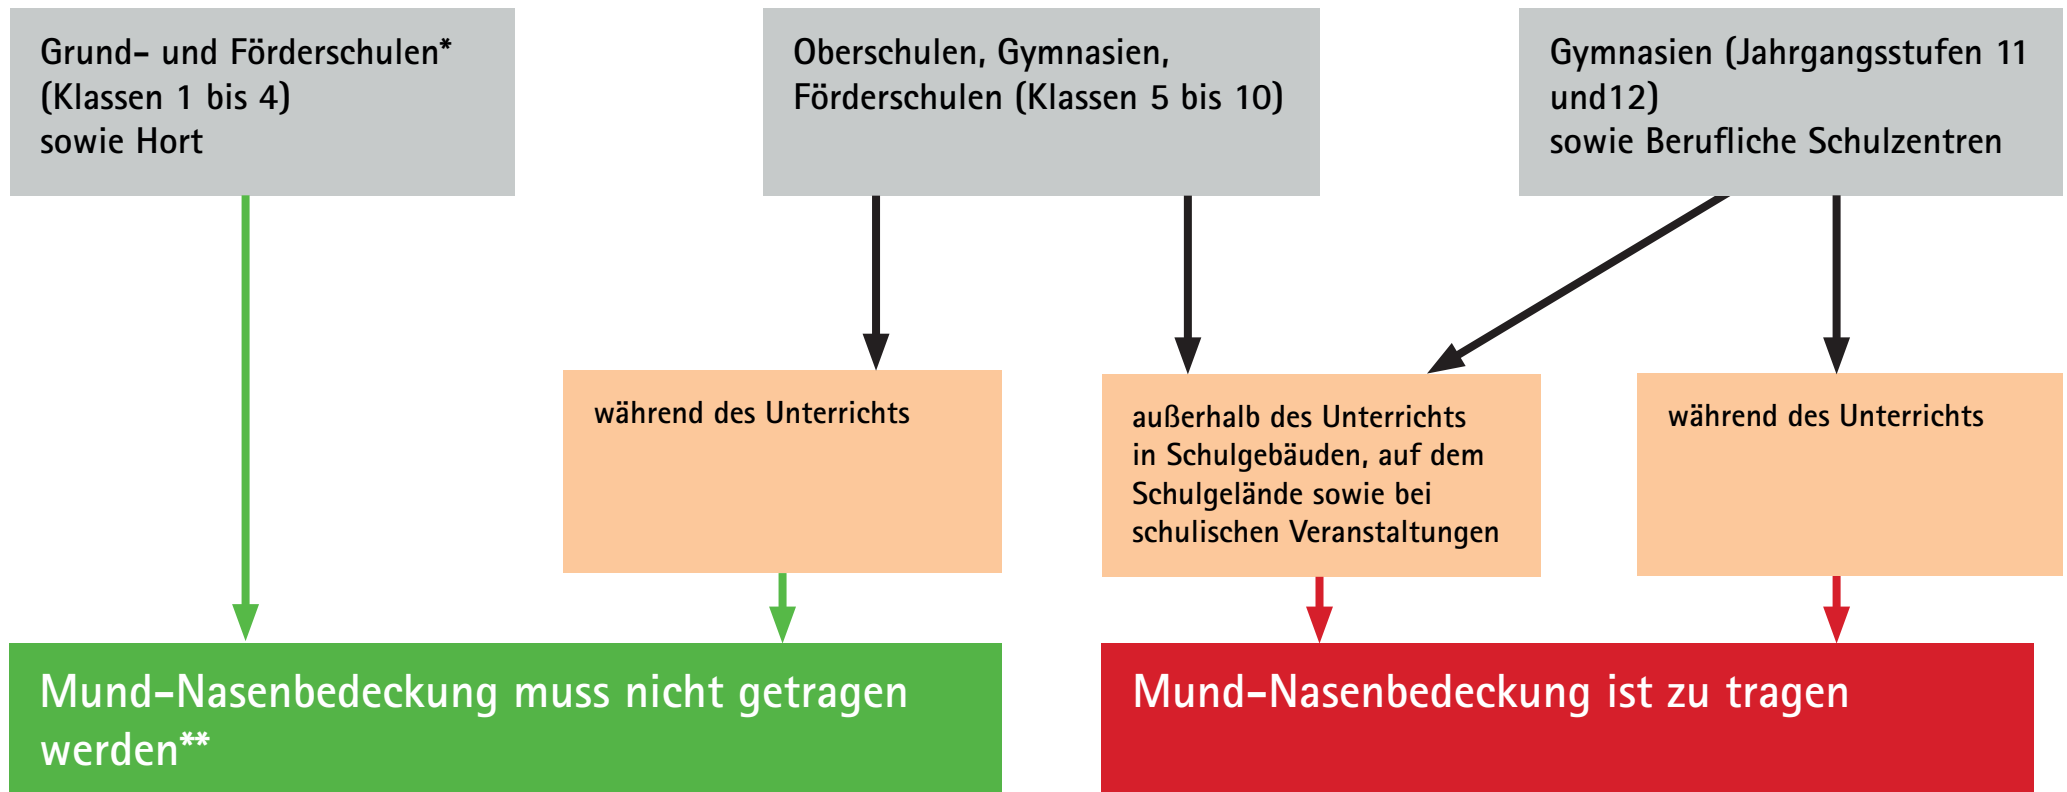 Grund- und Förderschulen*
(Klassen 1 bis 4)
sowie Hort
Oberschulen, Gymnasien,
Förderschulen (Klassen 5 bis 10)
Gymnasien (Jahrgangsstufen 11
und12)
sowie Berufliche Schulzentren
während des Unterrichts
außerhalb des Unterrichts
in Schulgebäuden, auf dem
Schulgelände sowie bei
schulischen Veranstaltungen
während des Unterrichts
Mund-Nasenbedeckung muss nicht getragen
werden**
Mund-Nasenbedeckung ist zu tragen